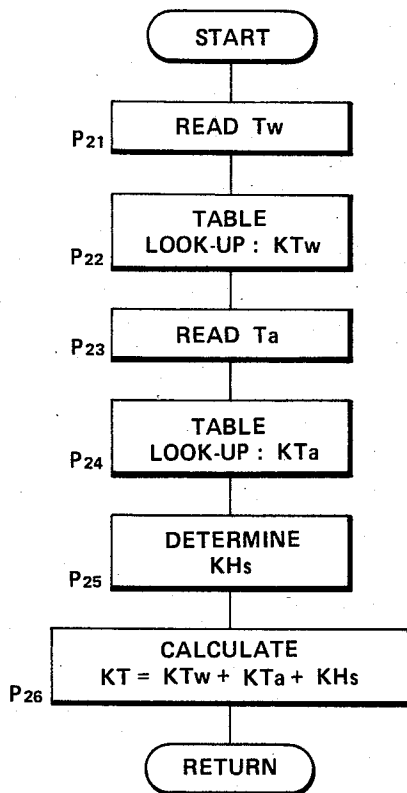 START
READ Tw
P21
TABLE
LOOK-UP : KTw
P22
READ Ta
P23
TABLE
LOOK-UP : KTa
P24
DETERMINE
KHs
P25
CALCULATE
KT = KTw + KTa + KHs
P26
RETURN